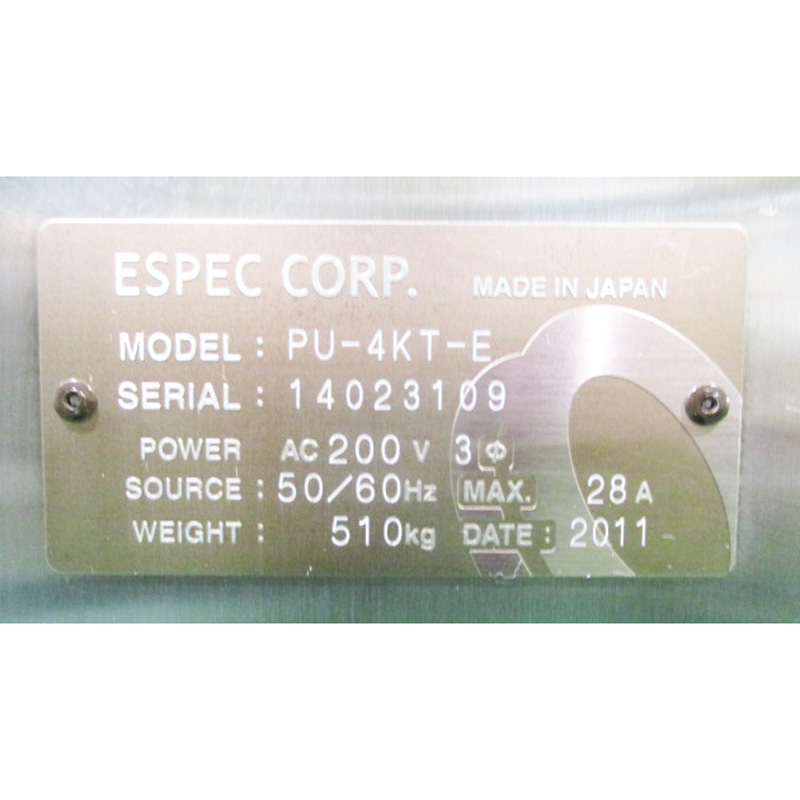 ESPEC CORP. MADE IN JAPAN
MODEL : PU-4KT-E
SERIAL : 14023109
POWER AC 200 V 3 Φ
SOURCE : 50/60Hz MAX. 28 A
WEIGHT : 510kg DATE : 2011